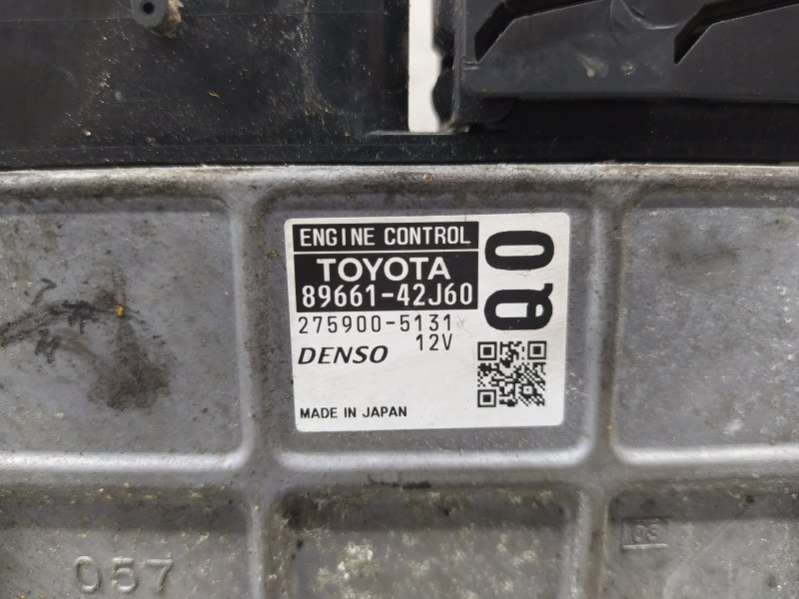 ENGINE CONTROL
TOYOTA
89661-42J60
275900-5131
12V
DENSO
MADE IN JAPAN
Q0
057